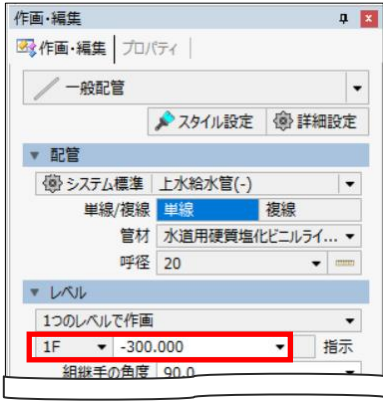 作画・編集
作画・編集 プロパティ
一般配管
スタイル設定 詳細設定
配管
システム標準 上水給水管(-)
単線/複線 単線 複線
管材 水道用硬質塩化ビニルライ...
呼径 20
レベル
1つのレベルで作画
1F -300.000 指示
組継手の角度 90.0